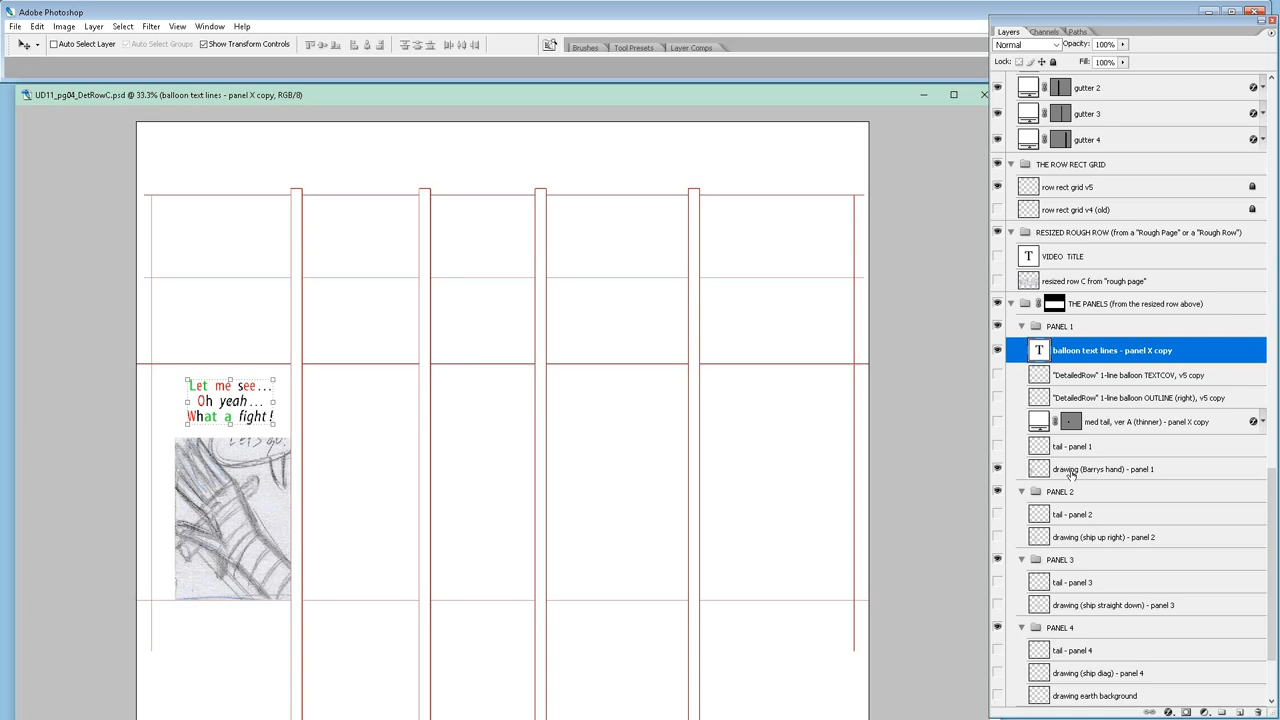 Adobe Photoshop
File Edit Image Layer Select Filter View Window Help
Auto Select Layer Auto Select Groups Show Transform Controls
Brushes Tool Presets Layer Comps
UD11_pg04_DetRowC.psd @ 33.3% (balloon text lines - panel X copy, RGB/8)
Let me see...
Oh yeah...
What a fight!
LET'S GO.
Layers Channels Paths
Normal Opacity: 100%
Lock: Fill: 100%
gutter 2
gutter 3
gutter 4
THE ROW RECT GRID
row rect grid v5
row rect grid v4 (old)
RESIZED ROUGH ROW (from a "Rough Page" or a "Rough Row")
T VIDEO TITLE
resized row C from "rough page"
THE PANELS (from the resized row above)
PANEL 1
T balloon text lines - panel X copy
"DetailedRow" 1-line balloon TEXTCOV, v5 copy
"DetailedRow" 1-line balloon OUTLINE (right), v5 copy
med tail, ver A (thinner) - panel X copy
tail - panel 1
drawing (Barrys hand) - panel 1
PANEL 2
tail - panel 2
drawing (ship up right) - panel 2
PANEL 3
tail - panel 3
drawing (ship straight down) - panel 3
PANEL 4
tail - panel 4
drawing (ship diag) - panel 4
drawing earth background